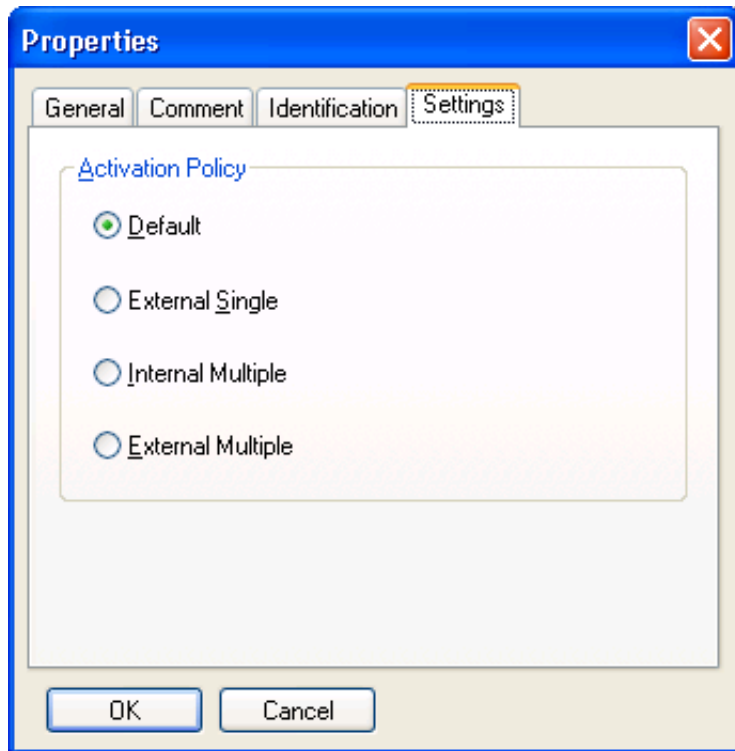 Properties
General Comment Identification Settings
Activation Policy
Default
External Single
Internal Multiple
External Multiple
OK Cancel